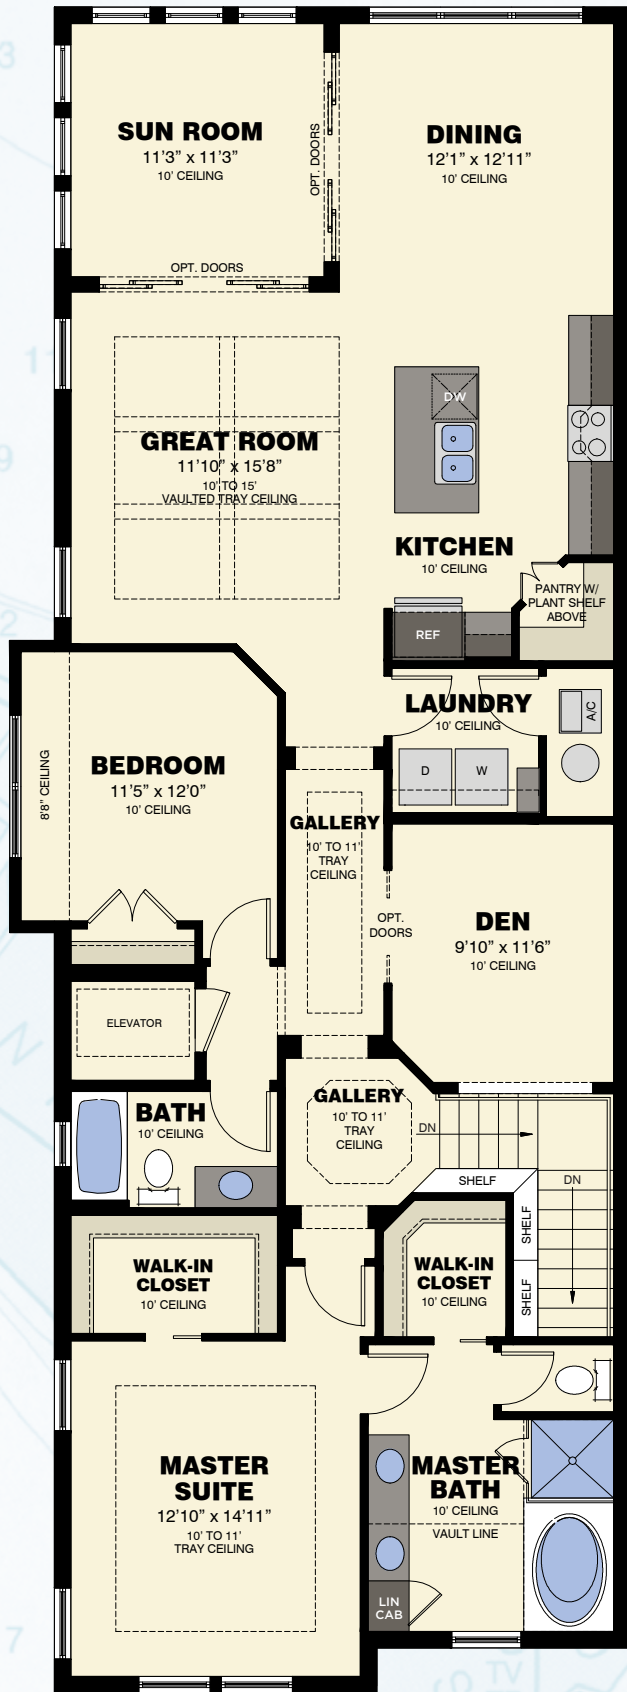 SUN ROOM
11'3" x 11'3"
10' CEILING
OPT. DOORS
DINING
12'1" x 12'11"
10' CEILING
OPT. DOORS
GREAT ROOM
11'10" x 15'8"
10' TO 15'
VAULTED TRAY CEILING
DW
KITCHEN
10' CEILING
PANTRY W/
PLANT SHELF
ABOVE
REF
LAUNDRY
10' CEILING
A/C
D
W
BEDROOM
11'5" x 12'0"
10' CEILING
8'8" CEILING
GALLERY
10' TO 11'
TRAY
CEILING
OPT.
DOORS
DEN
9'10" x 11'6"
10' CEILING
ELEVATOR
BATH
10' CEILING
GALLERY
10' TO 11'
TRAY
CEILING
DN
SHELF
DN
SHELF
SHELF
WALK-IN
CLOSET
10' CEILING
WALK-IN
CLOSET
10' CEILING
MASTER
SUITE
12'10" x 14'11"
10' TO 11'
TRAY CEILING
MASTER
BATH
10' CEILING
VAULT LINE
LIN
CAB
3
9
2
N
7
TV